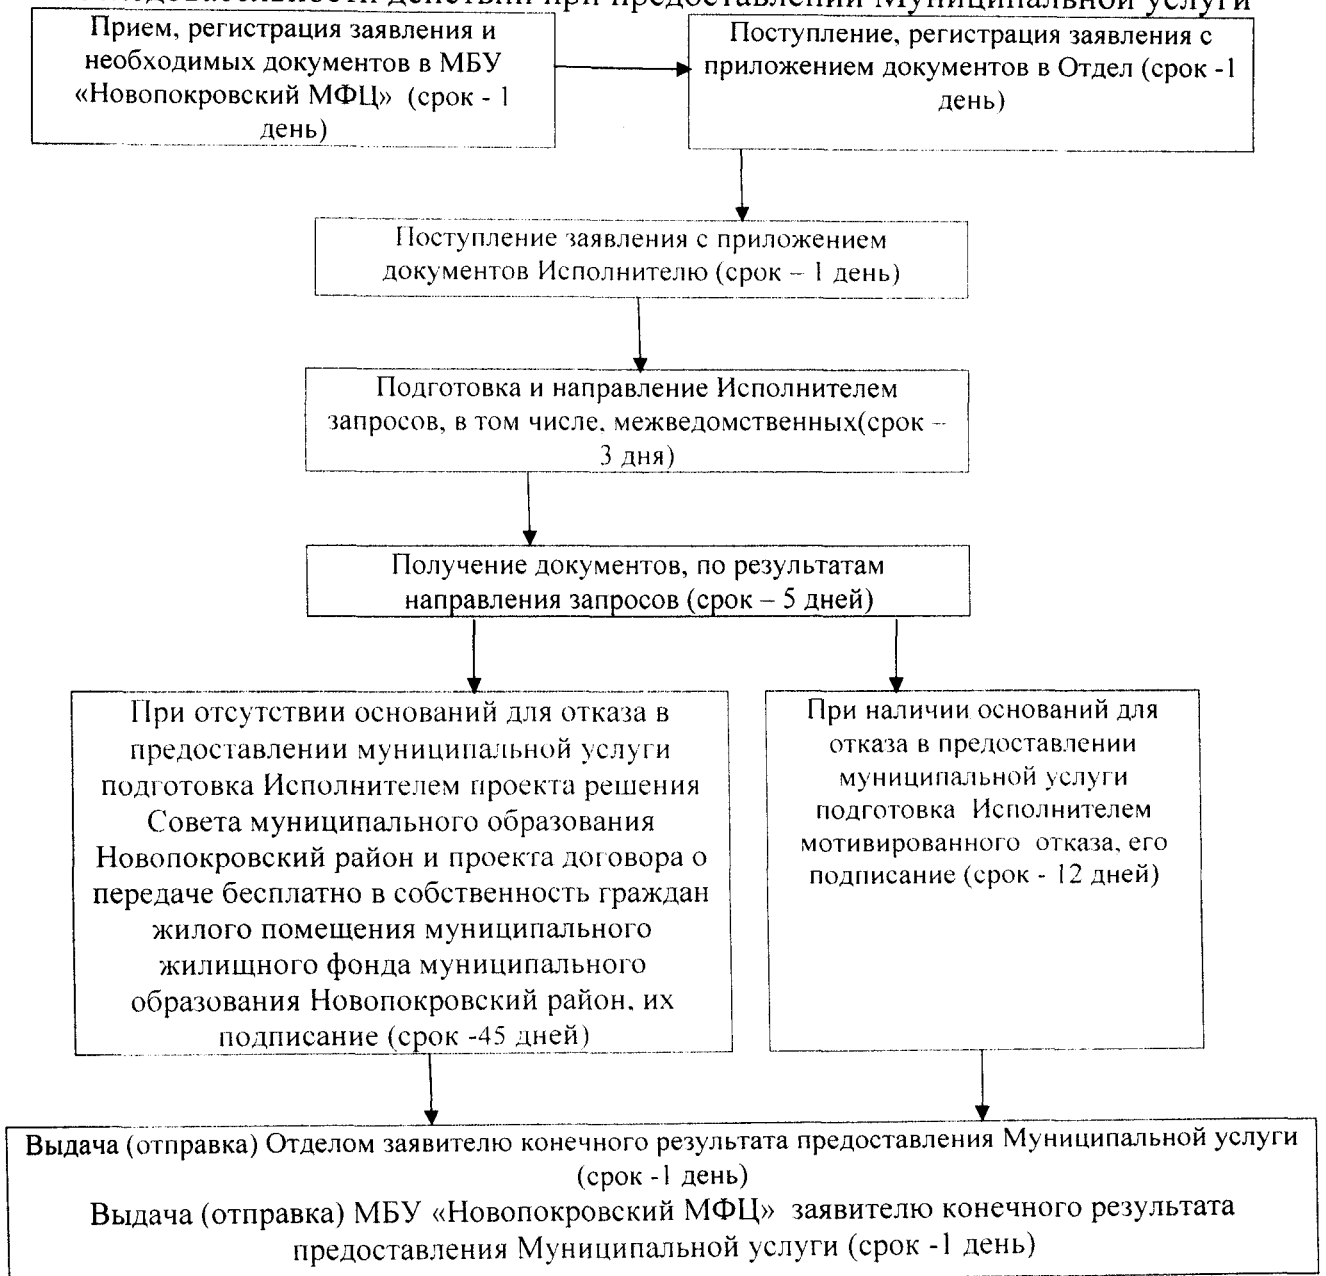 действий при предоставлении Муниципальной услуги
Прием, регистрация заявления и
необходимых документов в МБУ
«Новопокровский МФЦ» (срок - 1
день)
Поступление, регистрация заявления с
приложением документов в Отдел (срок -1
день)
Поступление заявления с приложением
документов Исполнителю (срок – 1 день)
Подготовка и направление Исполнителем
запросов, в том числе, межведомственных(срок –
3 дня)
Получение документов, по результатам
направления запросов (срок – 5 дней)
При отсутствии оснований для отказа в
предоставлении муниципальной услуги
подготовка Исполнителем проекта решения
Совета муниципального образования
Новопокровский район и проекта договора о
передаче бесплатно в собственность граждан
жилого помещения муниципального
жилищного фонда муниципального
образования Новопокровский район, их
подписание (срок -45 дней)
При наличии оснований для
отказа в предоставлении
муниципальной услуги
подготовка Исполнителем
мотивированного отказа, его
подписание (срок - 12 дней)
Выдача (отправка) Отделом заявителю конечного результата предоставления Муниципальной услуги
(срок -1 день)
Выдача (отправка) МБУ «Новопокровский МФЦ» заявителю конечного результата
предоставления Муниципальной услуги (срок -1 день)